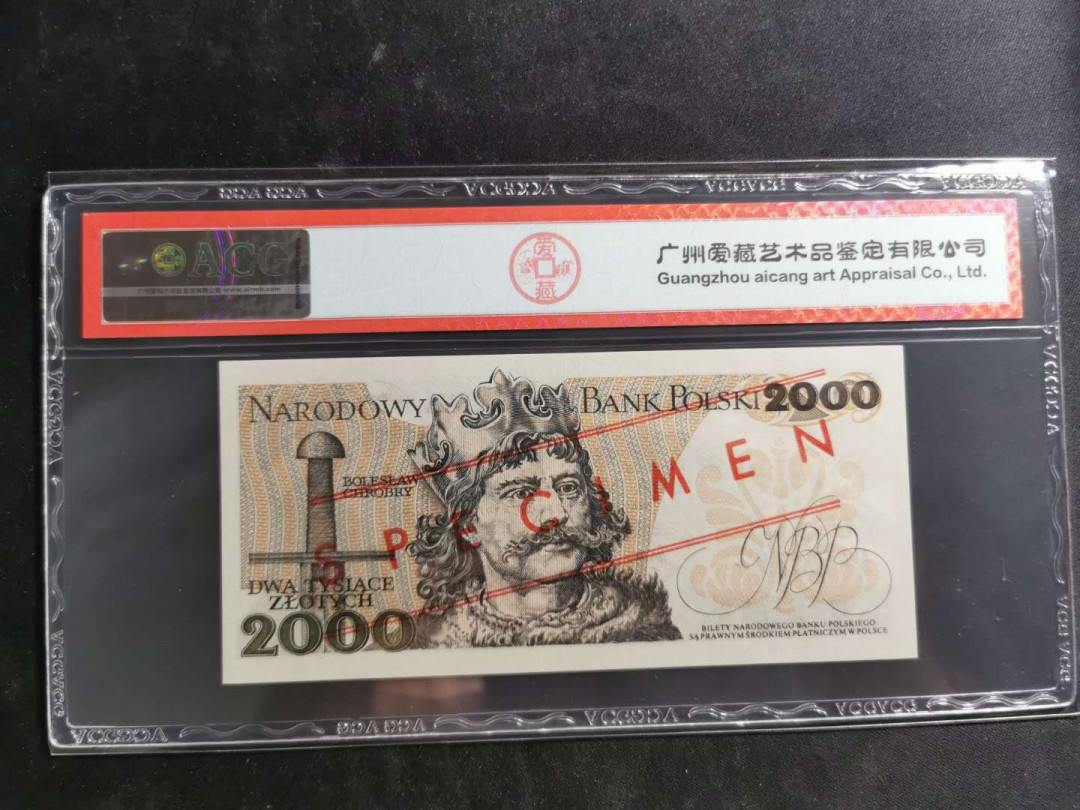 ACG
爱藏
广州爱藏艺术品鉴定有限公司
Guangzhou aicang art Appraisal Co., Ltd.
NARODOWY BANK POLSKI 2000
BOLESŁAW
CHROBRY
SPECIMEN
DWA TYSIĄCE
ZŁOTYCH
2000
NBP
BILETY NARODOWEGO BANKU POLSKIEGO
SĄ PRAWNYM ŚRODKIEM PŁATNICZYM W POLSCE